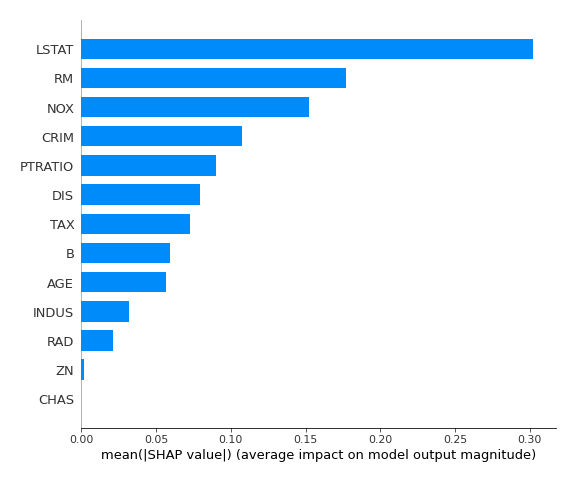 LSTAT
RM
NOX
CRIM
PTRATIO
DIS
TAX
B
AGE
INDUS
RAD
ZN
CHAS
0.00 0.05 0.10 0.15 0.20 0.25 0.30
mean(|SHAP value|) (average impact on model output magnitude)